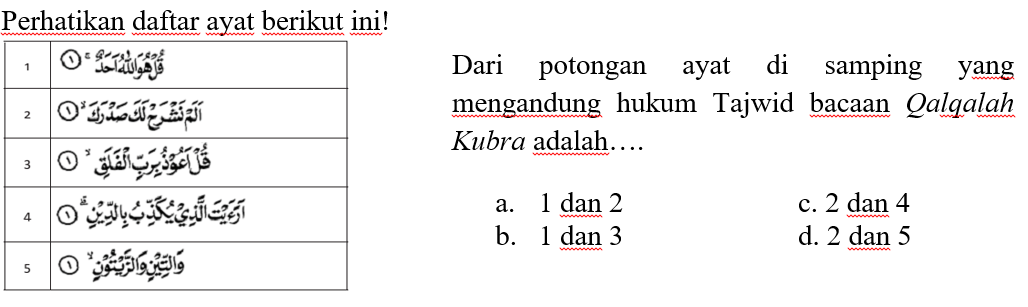 Perhatikan daftar ayat berikut ini!
1 قُلْ هُوَ اللّٰهُ اَحَدٌۚ ۝١
2 اَلَمْ نَشْرَحْ لَكَ صَدْرَكَۙ ۝١
3 قُلْ اَعُوْذُ بِرَبِّ الْفَلَقِۙ ۝١
4 اَرَءَيْتَ الَّذِيْ يُكَذِّبُ بِالدِّيْنِۗ ۝١
5 وَالتِّيْنِ وَالزَّيْتُوْنِۙ ۝١
Dari potongan ayat di samping yang
mengandung hukum Tajwid bacaan Qalqalah
Kubra adalah….
a. 1 dan 2
b. 1 dan 3
c. 2 dan 4
d. 2 dan 5